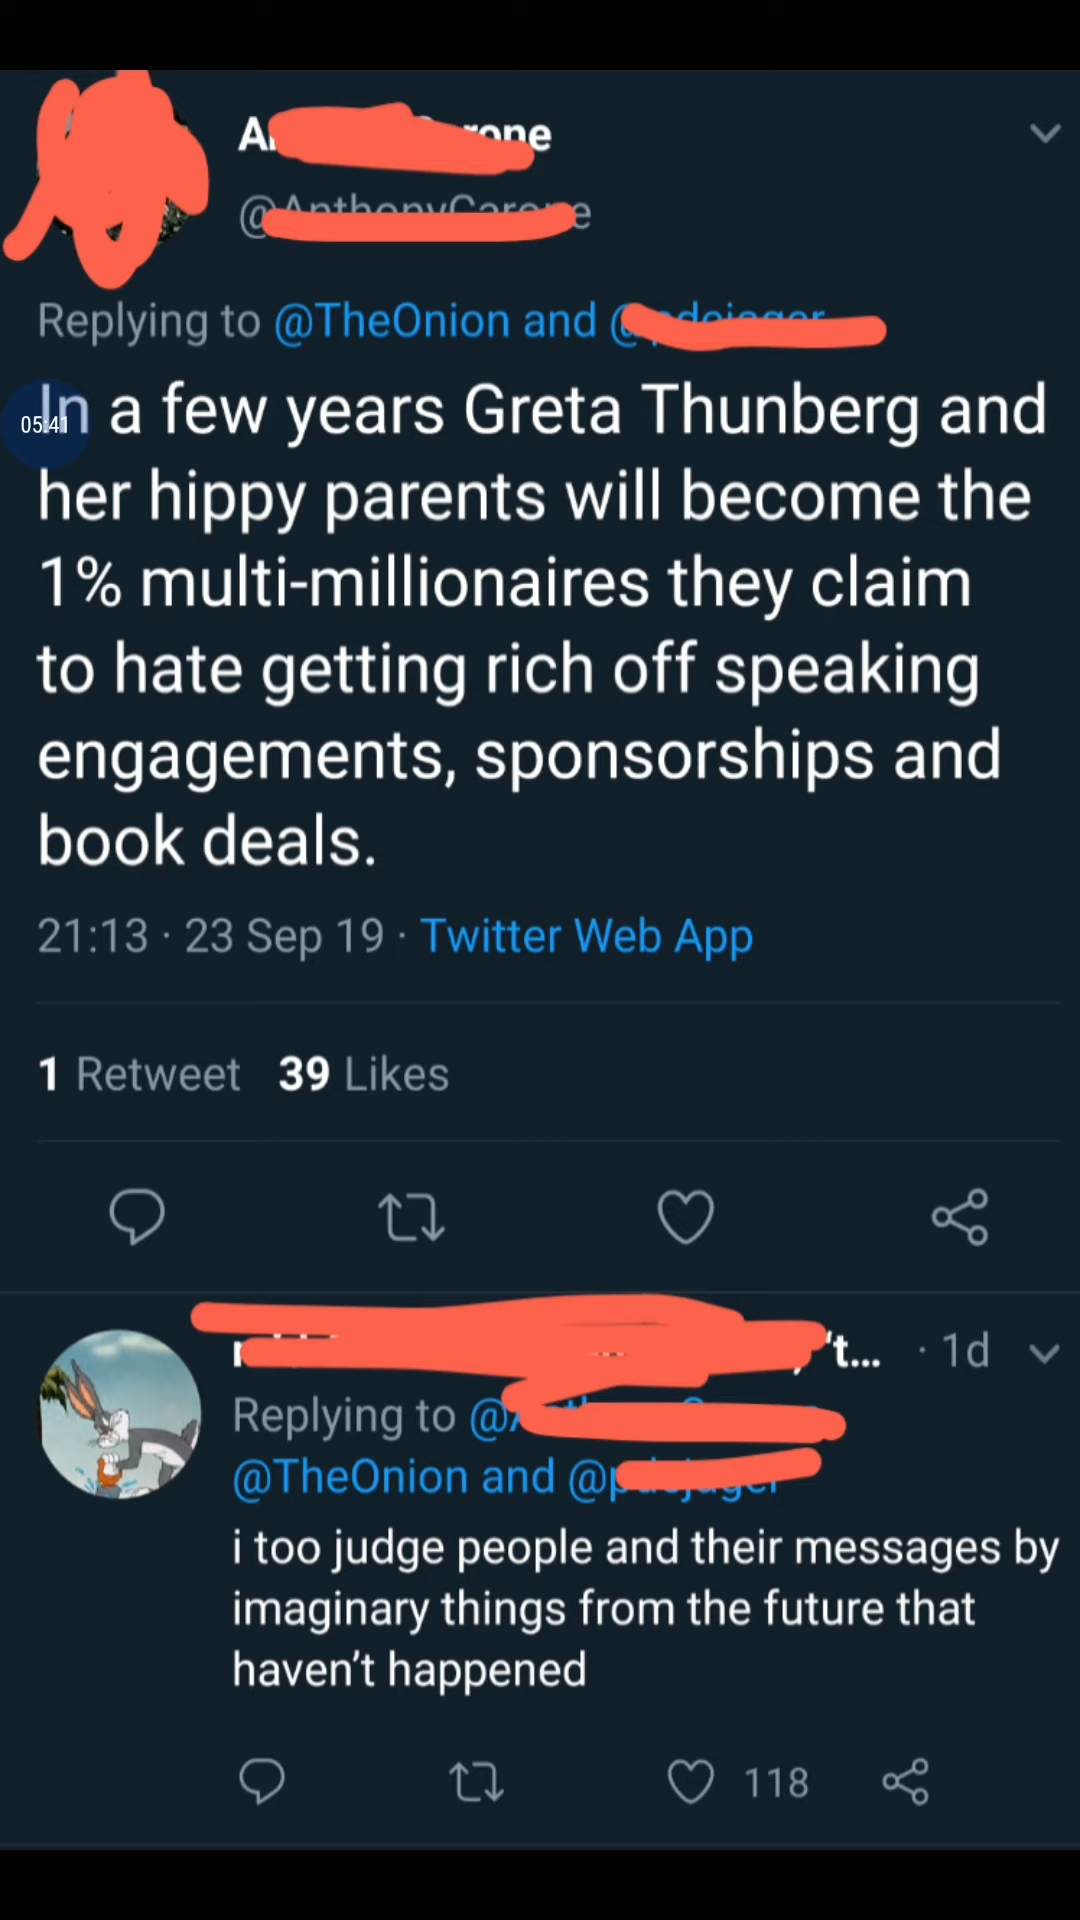 Replying to @TheOnion and
In a few years Greta Thunberg and
her hippy parents will become the
1% multi-millionaires they claim
to hate getting rich off speaking
engagements, sponsorships and
book deals.
21:13 · 23 Sep 19 · Twitter Web App
1 Retweet 39 Likes
't... · 1d
Replying to
@TheOnion and
i too judge people and their messages by
imaginary things from the future that
haven't happened
118
05:41